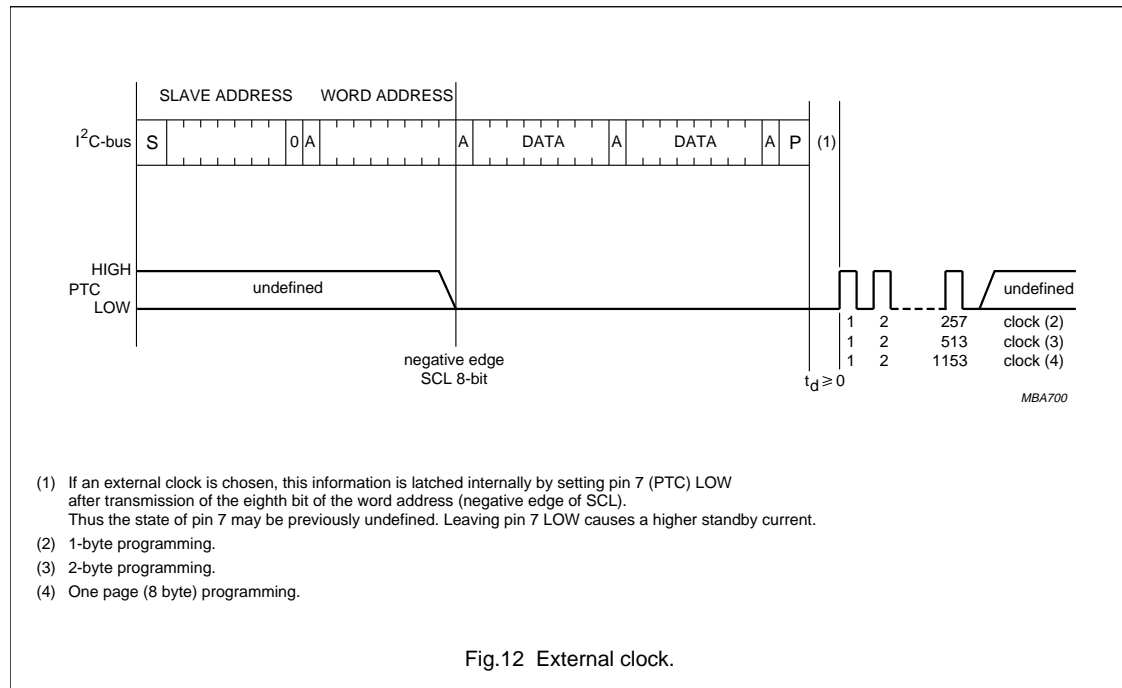 SLAVE ADDRESS WORD ADDRESS
I2C-bus S 0 A A DATA A DATA A P (1)
HIGH
PTC undefined undefined
LOW
1 2 257 clock (2)
1 2 513 clock (3)
1 2 1153 clock (4)
negative edge
SCL 8-bit
td ≥ 0
MBA700
(1) If an external clock is chosen, this information is latched internally by setting pin 7 (PTC) LOW
after transmission of the eighth bit of the word address (negative edge of SCL).
Thus the state of pin 7 may be previously undefined. Leaving pin 7 LOW causes a higher standby current.
(2) 1-byte programming.
(3) 2-byte programming.
(4) One page (8 byte) programming.
Fig.12 External clock.